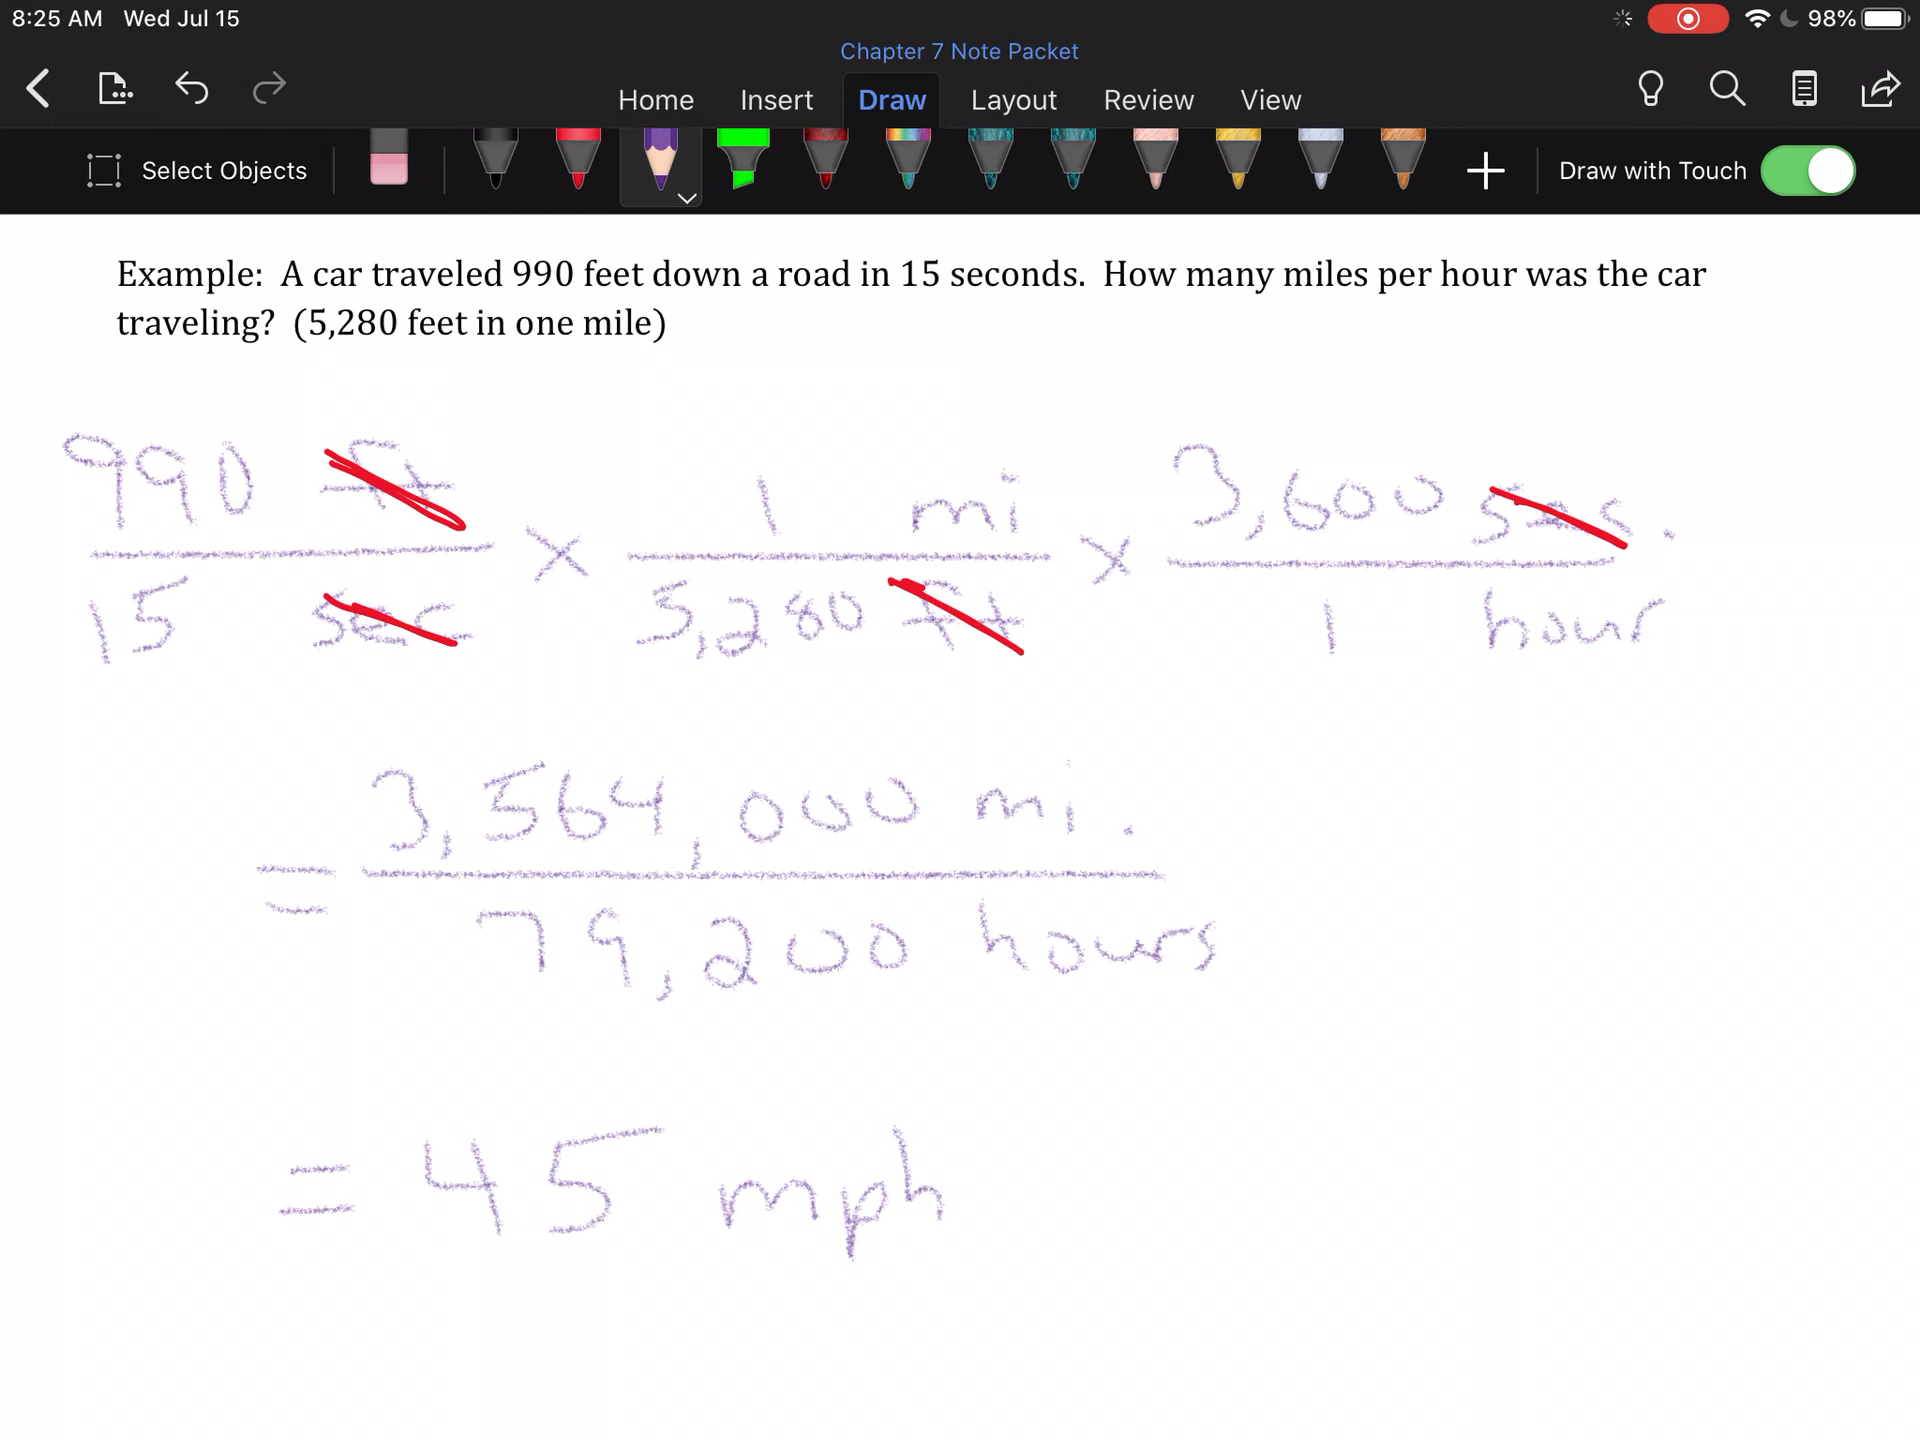 8:25 AM Wed Jul 15
98%
Chapter 7 Note Packet
Home Insert Draw Layout Review View
Select Objects
Draw with Touch
Example: A car traveled 990 feet down a road in 15 seconds. How many miles per hour was the car
traveling? (5,280 feet in one mile)
990 ft 1 mi 3,600 sec.
× ×
15 sec 5,280 ft 1 hour
3,564,000 mi.
=
79,200 hours
= 45 mph